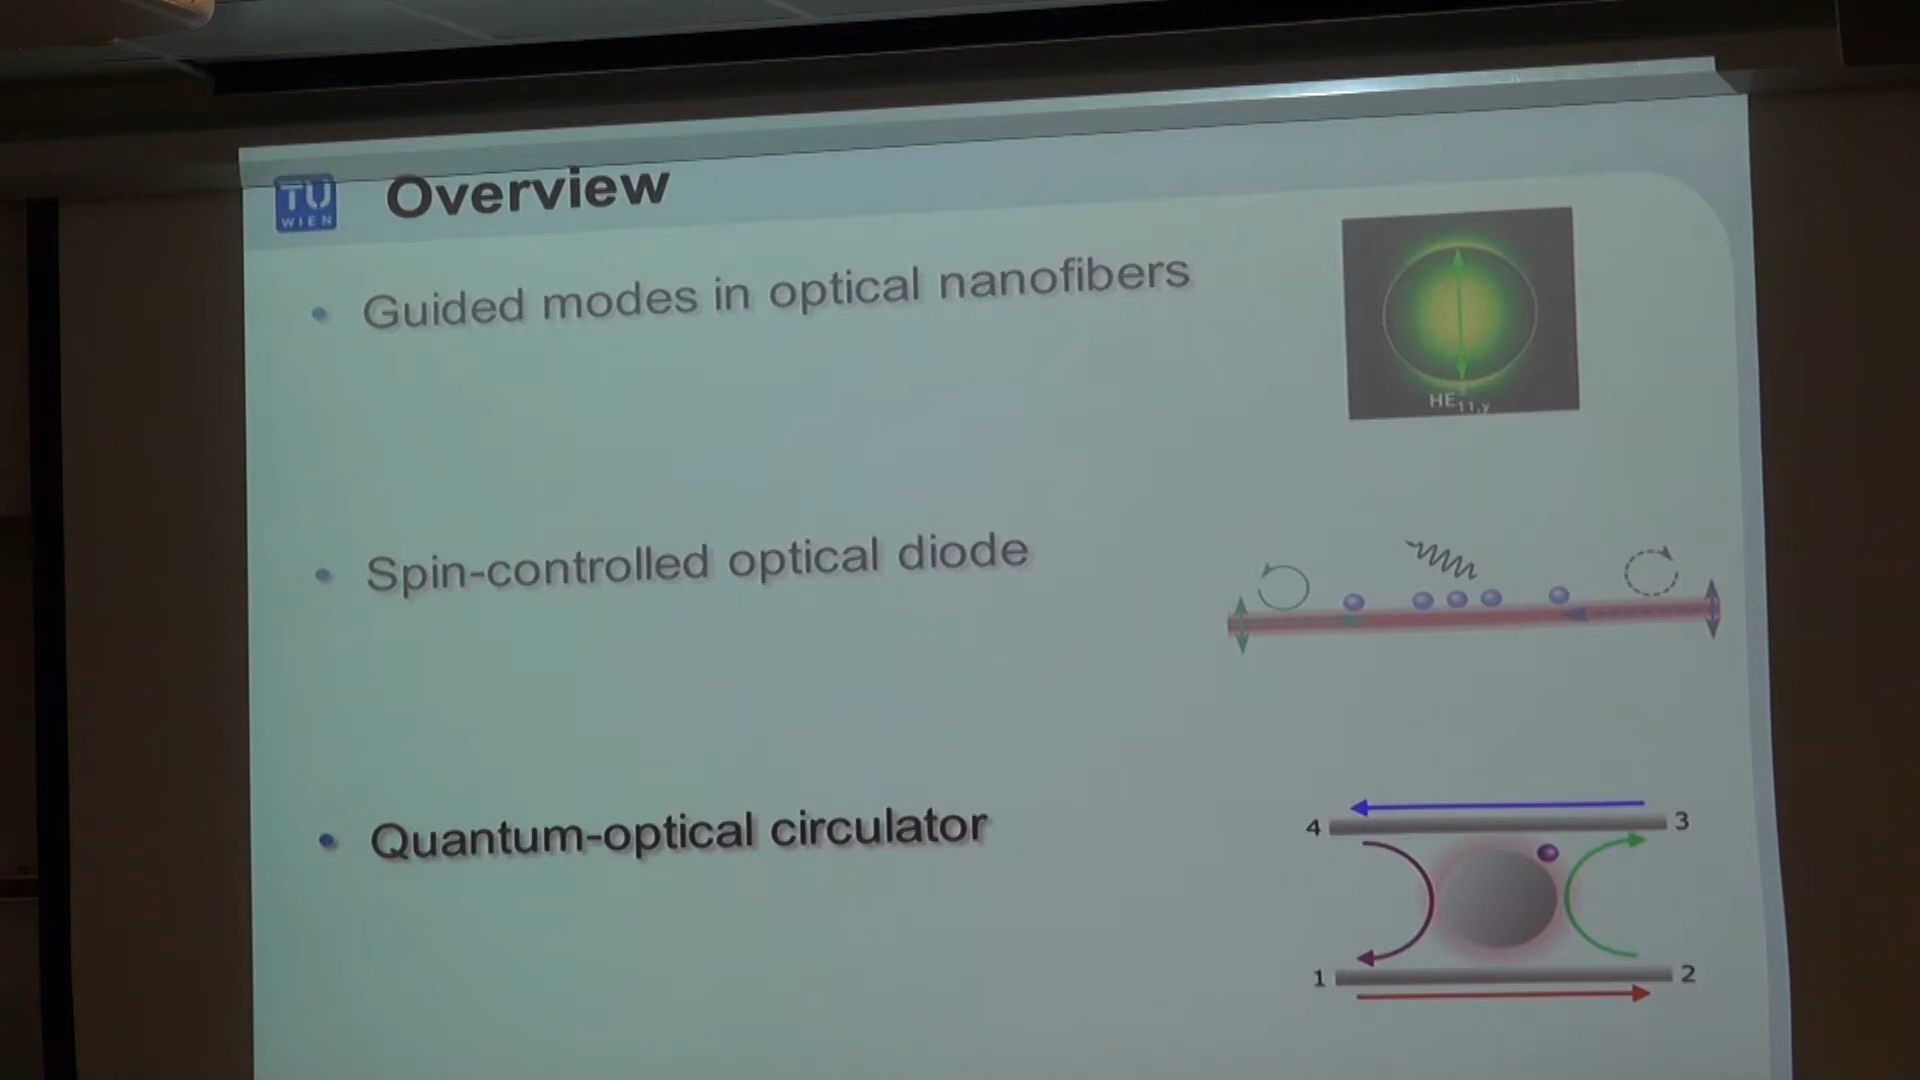 TU
WIEN
Overview
• Guided modes in optical nanofibers
HE11,y
• Spin-controlled optical diode
• Quantum-optical circulator
4
3
1
2